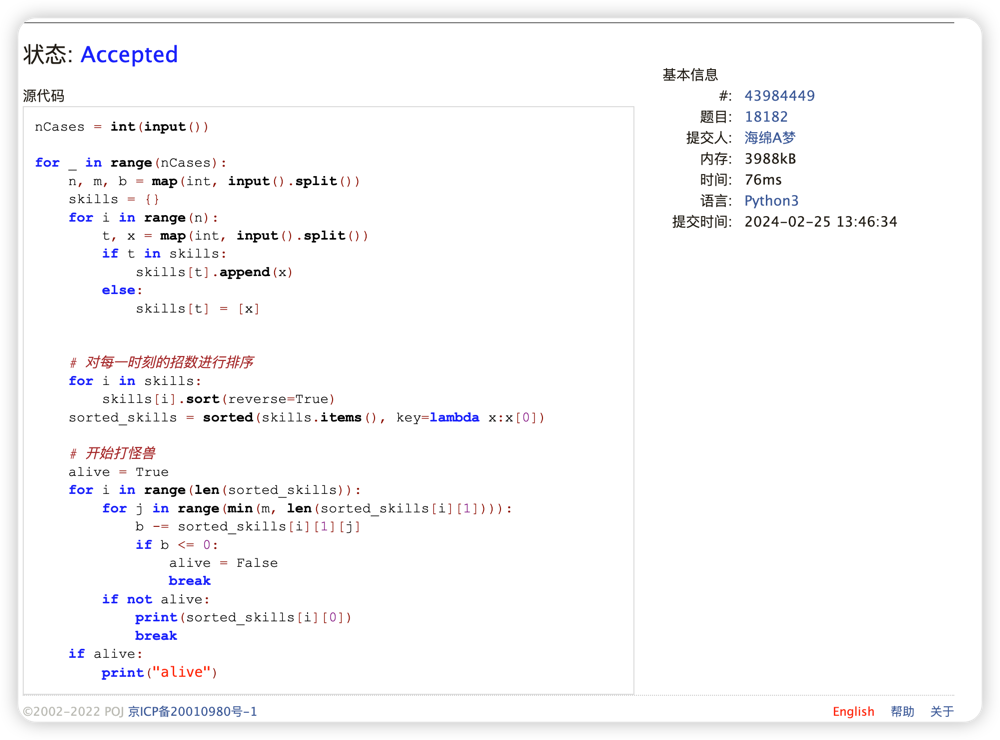 状态: Accepted
源代码
nCases = int(input())
for _ in range(nCases):
    n, m, b = map(int, input().split())
    skills = {}
    for i in range(n):
        t, x = map(int, input().split())
        if t in skills:
            skills[t].append(x)
        else:
            skills[t] = [x]
    # 对每一时刻的招数进行排序
    for i in skills:
        skills[i].sort(reverse=True)
    sorted_skills = sorted(skills.items(), key=lambda x:x[0])
    # 开始打怪兽
    alive = True
    for i in range(len(sorted_skills)):
        for j in range(min(m, len(sorted_skills[i][1]))):
            b -= sorted_skills[i][1][j]
            if b <= 0:
                alive = False
                break
        if not alive:
            print(sorted_skills[i][0])
            break
    if alive:
        print("alive")
基本信息
#: 43984449
题目: 18182
提交人: 海绵A梦
内存: 3988kB
时间: 76ms
语言: Python3
提交时间: 2024-02-25 13:46:34
©2002-2022 POJ 京ICP备20010980号-1
English 帮助 关于